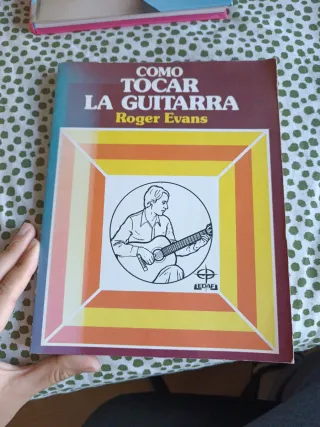 COMO
TOCAR
LA GUITARRA
Roger Evans
EDAF